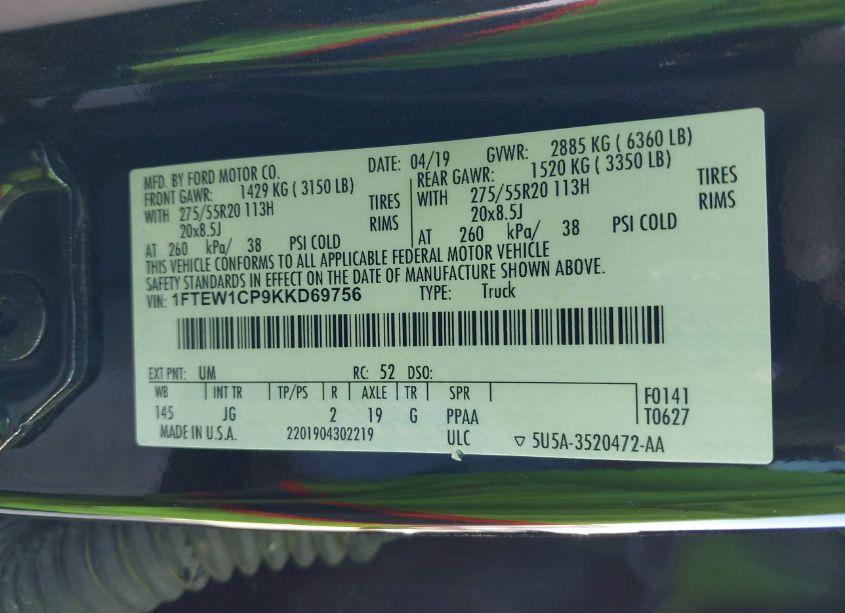 MFD. BY FORD MOTOR CO. DATE: 04/19 GVWR: 2885 KG ( 6360 LB)
FRONT GAWR: 1429 KG ( 3150 LB) REAR GAWR: 1520 KG ( 3350 LB)
WITH 275/55R20 113H TIRES WITH 275/55R20 113H TIRES
20x8.5J RIMS 20x8.5J RIMS
AT 260 kPa/ 38 PSI COLD AT 260 kPa/ 38 PSI COLD
THIS VEHICLE CONFORMS TO ALL APPLICABLE FEDERAL MOTOR VEHICLE
SAFETY STANDARDS IN EFFECT ON THE DATE OF MANUFACTURE SHOWN ABOVE.
VIN: 1FTEW1CP9KKD69756 TYPE: Truck
EXT PNT: UM RC: 52 DSO:
WB INT TR TP/PS R AXLE TR SPR F0141
145 JG 2 19 G PPAA T0627
MADE IN U.S.A. 2201904302219 ULC ▽ 5U5A-3520472-AA